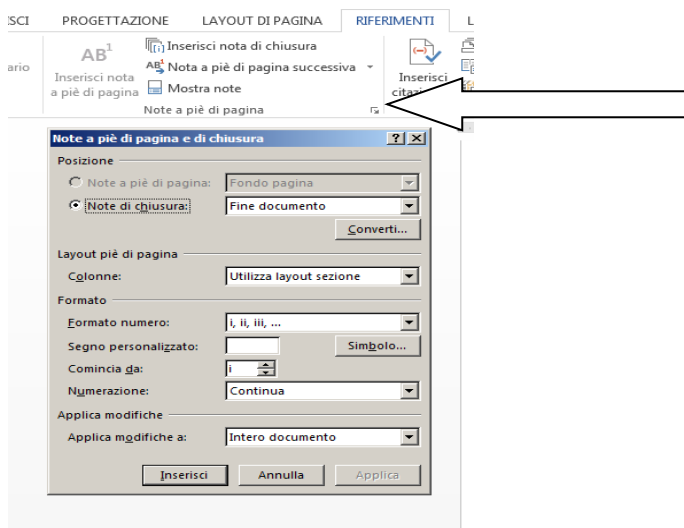 SCI PROGETTAZIONE LAYOUT DI PAGINA RIFERIMENTI L
ario
AB1
Inserisci nota
a piè di pagina
Inserisci nota di chiusura
Nota a piè di pagina successiva
Mostra note
Note a piè di pagina
Inserisci
Note a piè di pagina e di chiusura
Posizione
Note a piè di pagina: Fondo pagina
Note di chiusura: Fine documento
Converti...
Layout piè di pagina
Colonne: Utilizza layout sezione
Formato
Formato numero: i, ii, iii, ...
Segno personalizzato: Simbolo...
Comincia da: i
Numerazione: Continua
Applica modifiche
Applica modifiche a: Intero documento
Inserisci Annulla Applica